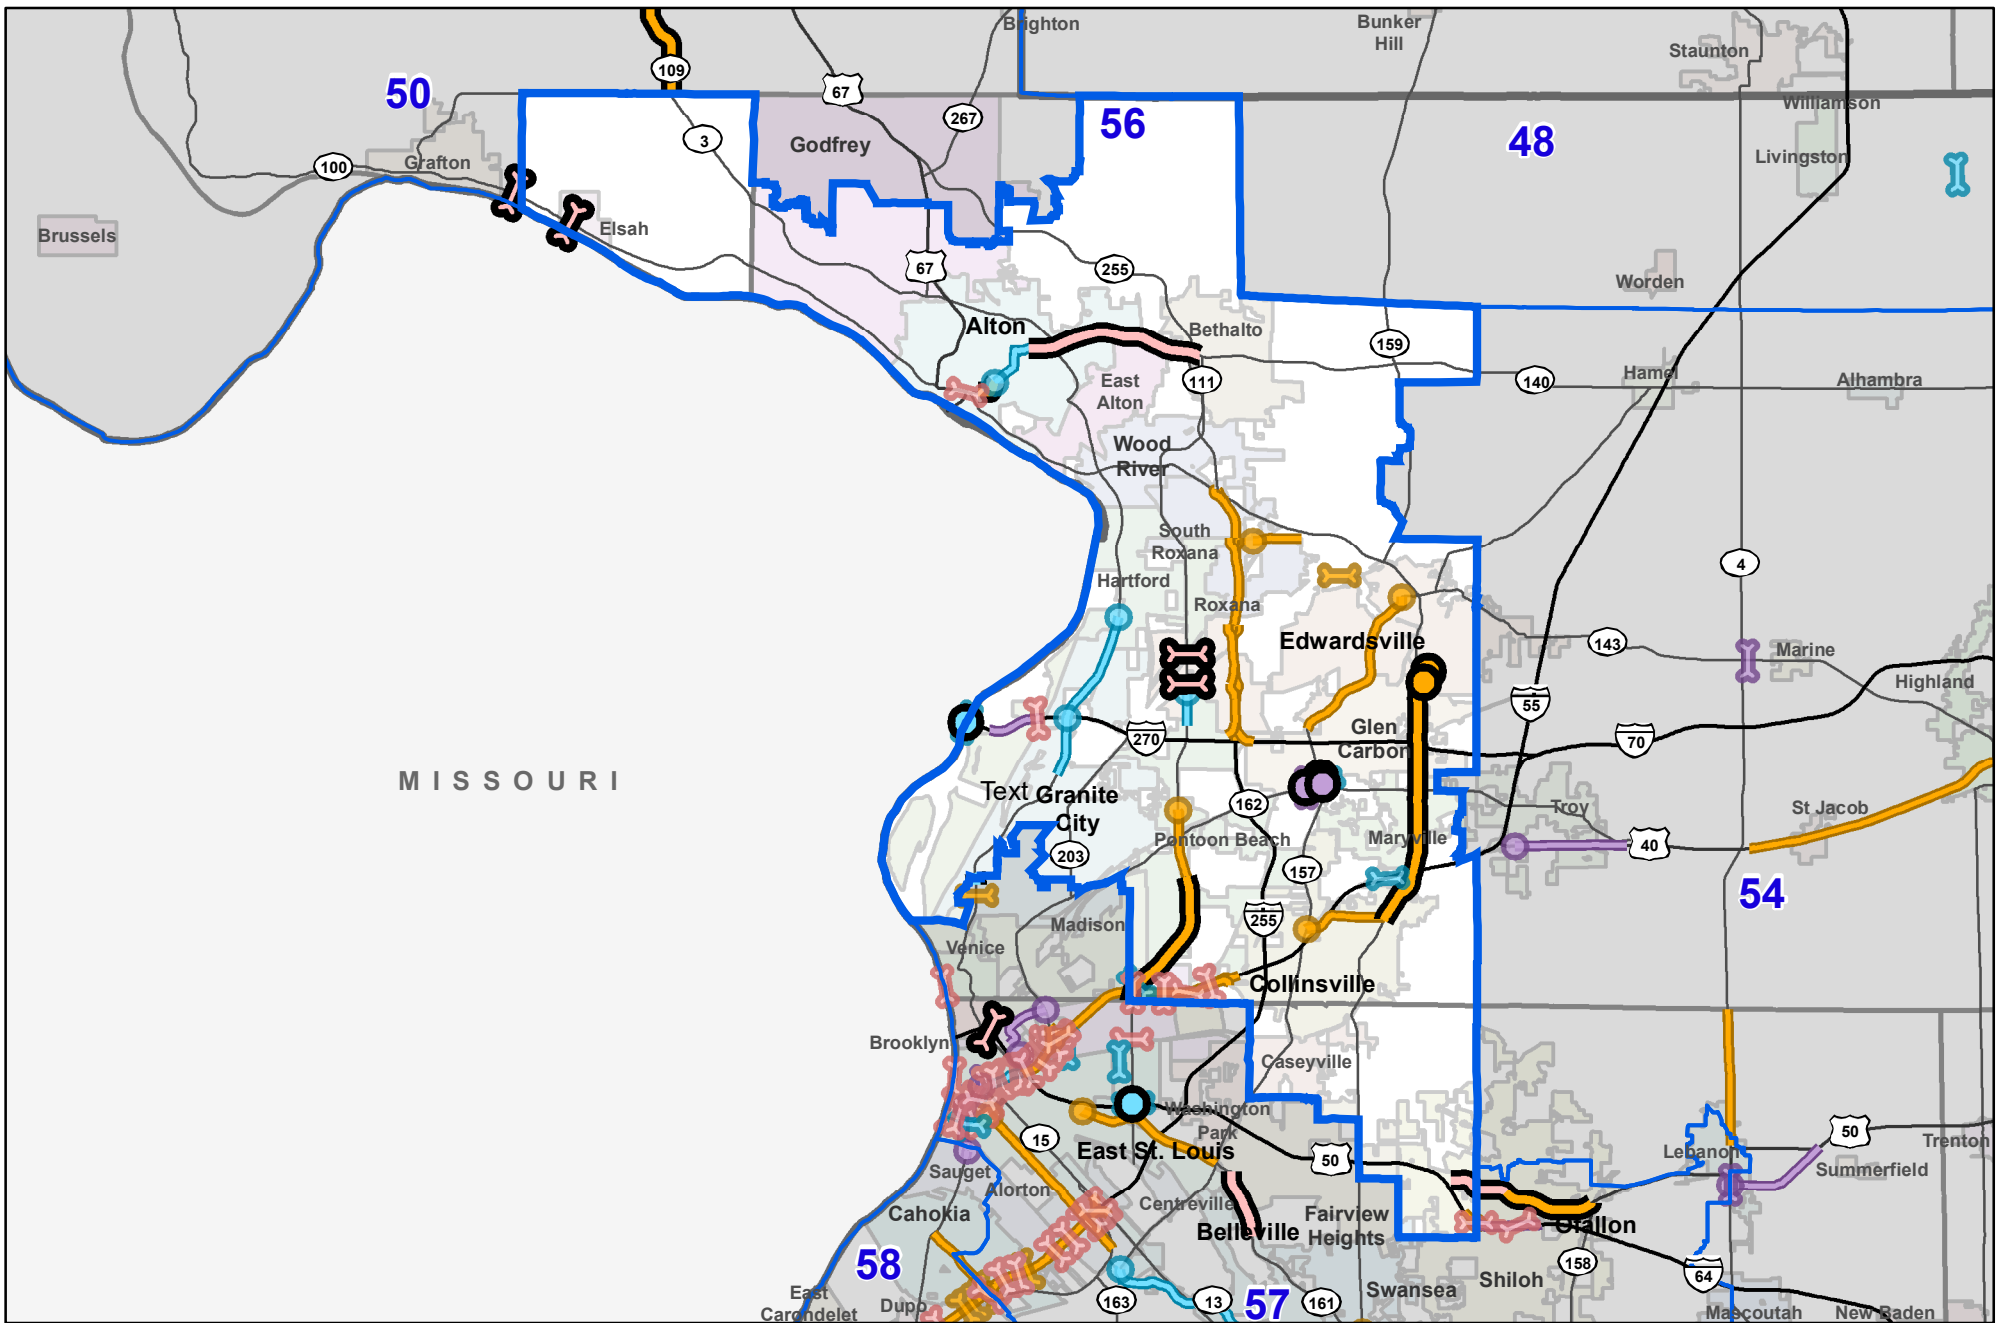 Brighton
Bunker
Hill
Staunton
109
67
50
56
48
Williamson
267
3
Godfrey
Livingston
100
Grafton
Brussels
Elsah
67
255
Worden
Alton
Bethalto
159
111
East
Alton
140
Hamel
Alhambra
Wood
River
South
Roxana
4
Hartford
Roxana
Edwardsville
143
Marine
Highland
55
Glen
Carbon
270
70
MISSOURI
Text
Granite
City
162
Troy
St Jacob
Pontoon Beach
Maryville
203
40
157
54
255
Madison
Venice
Collinsville
Brooklyn
Caseyville
Washington
Park
15
East St. Louis
50
50
Trenton
Lebanon
Summerfield
Sauget
Alorton
Centreville
Cahokia
Belleville
Fairview
Heights
Ofallon
58
158
64
Shiloh
Swansea
East
Carondelet
Dupo
163
13
57
161
Mascoutah
New Baden